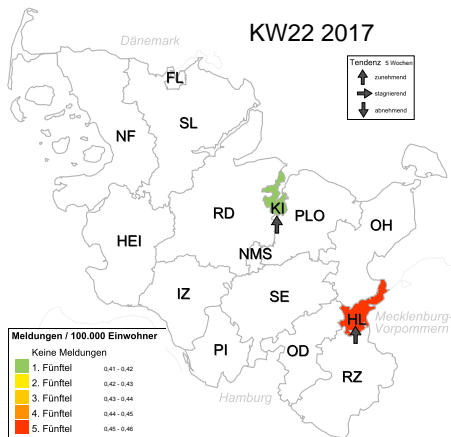 KW22 2017
Dänemark
Tendenz 5 Wochen
zunehmend
stagnierend
abnehmend
FL
SL
NF
KI
RD
PLO
OH
HEI
NMS
IZ
SE
HL
Mecklenburg-
Vorpommern
PI
OD
RZ
Hamburg
Meldungen / 100.000 Einwohner
Keine Meldungen
1. Fünftel 0,41 - 0,42
2. Fünftel 0,42 - 0,43
3. Fünftel 0,43 - 0,44
4. Fünftel 0,44 - 0,45
5. Fünftel 0,45 - 0,46